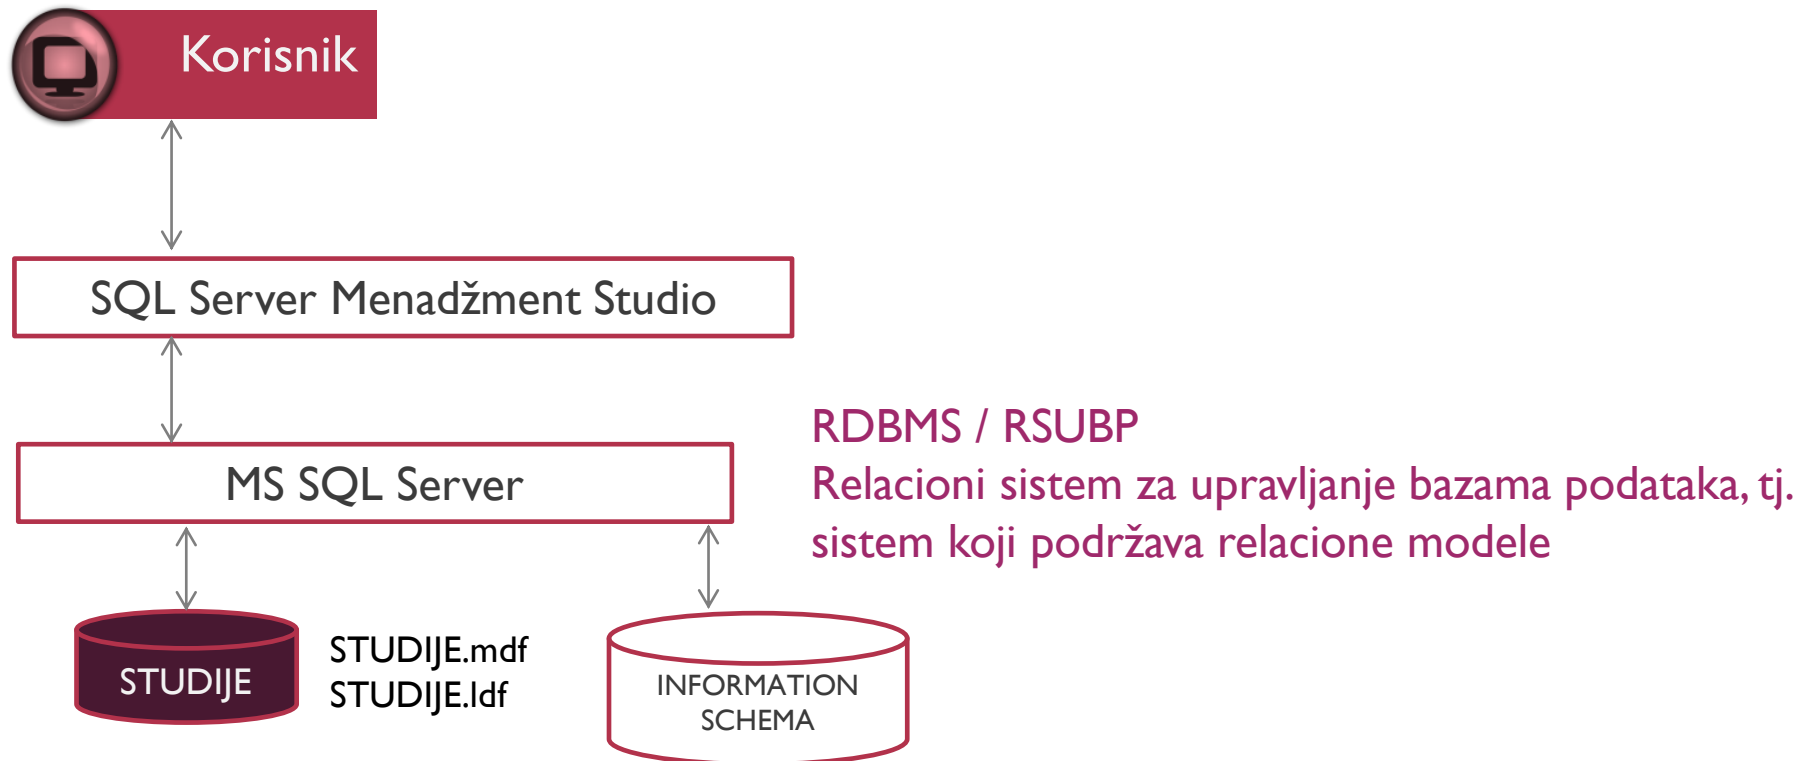 Korisnik
SQL Server Menadžment Studio
MS SQL Server
RDBMS / RSUBP
Relacioni sistem za upravljanje bazama podataka, tj.
sistem koji podržava relacione modele
STUDIJE
STUDIJE.mdf
STUDIJE.ldf
INFORMATION
SCHEMA